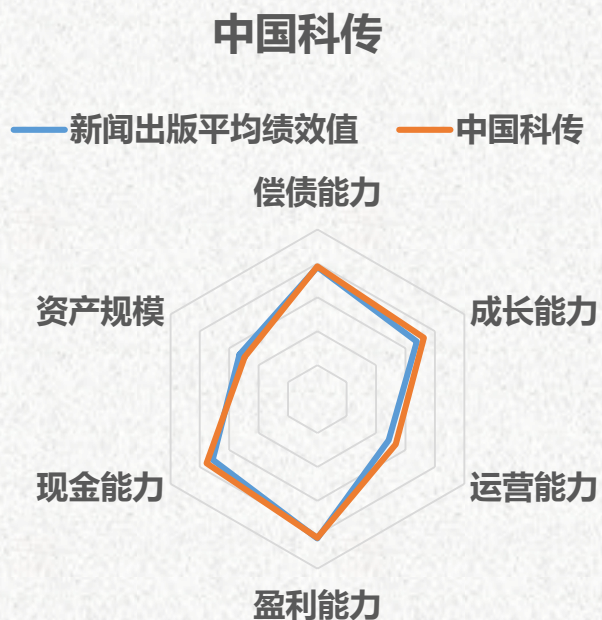 中国科传
新闻出版平均绩效值 中国科传
偿债能力
资产规模 成长能力
现金能力 运营能力
盈利能力